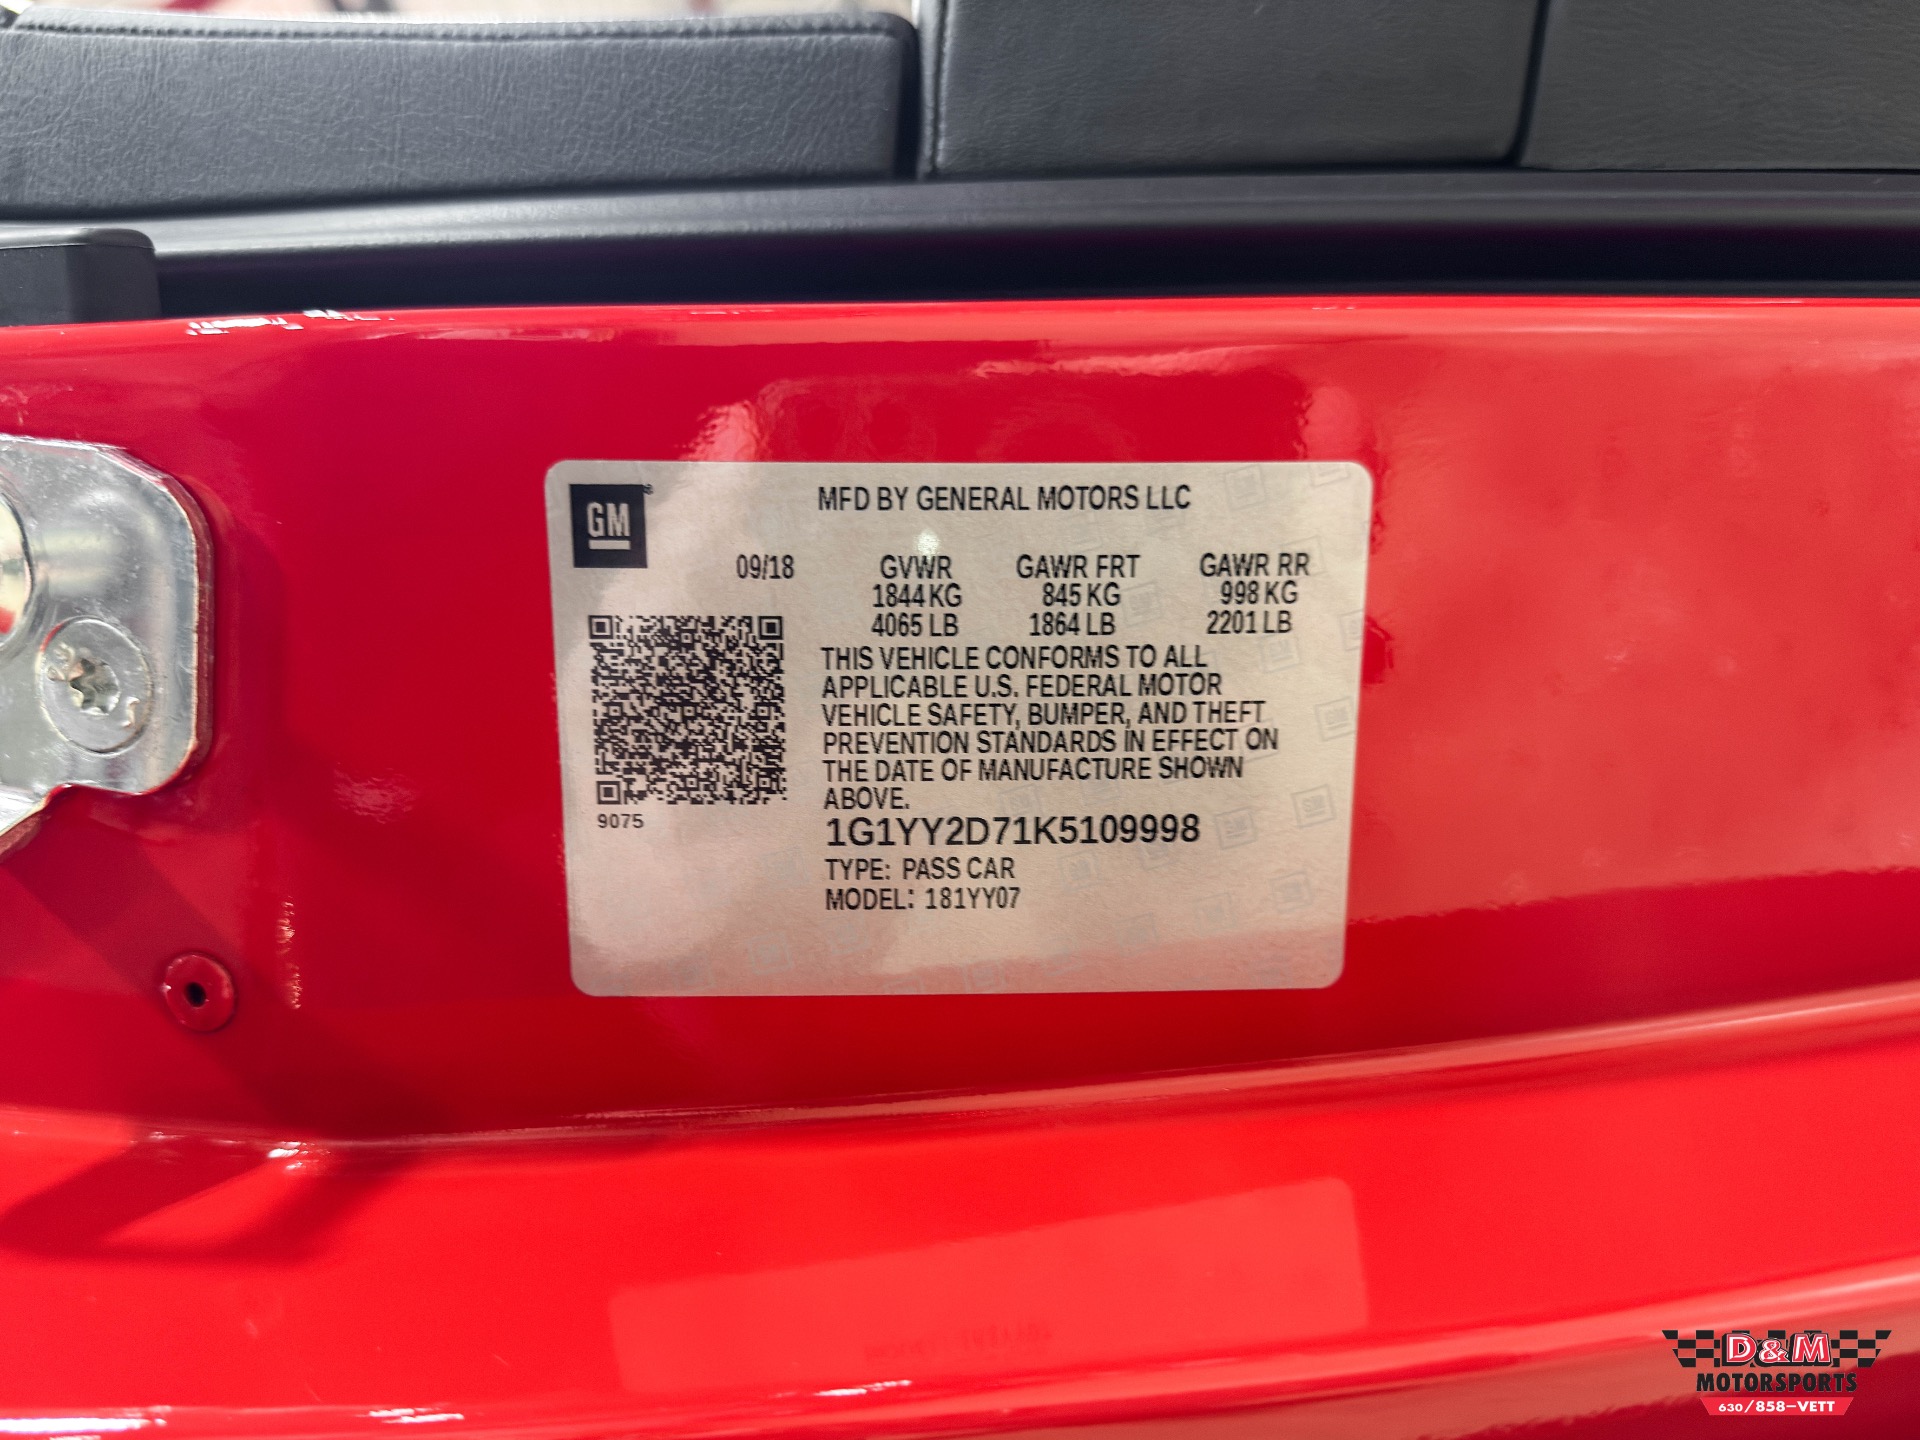 GM
MFD BY GENERAL MOTORS LLC
09/18 GVWR GAWR FRT GAWR RR
1844 KG 845 KG 998 KG
4065 LB 1864 LB 2201 LB
THIS VEHICLE CONFORMS TO ALL
APPLICABLE U.S. FEDERAL MOTOR
VEHICLE SAFETY, BUMPER, AND THEFT
PREVENTION STANDARDS IN EFFECT ON
THE DATE OF MANUFACTURE SHOWN
ABOVE.
9075
1G1YY2D71K5109998
TYPE: PASS CAR
MODEL: 181YY07
D&M
MOTORSPORTS
630/858-VETT